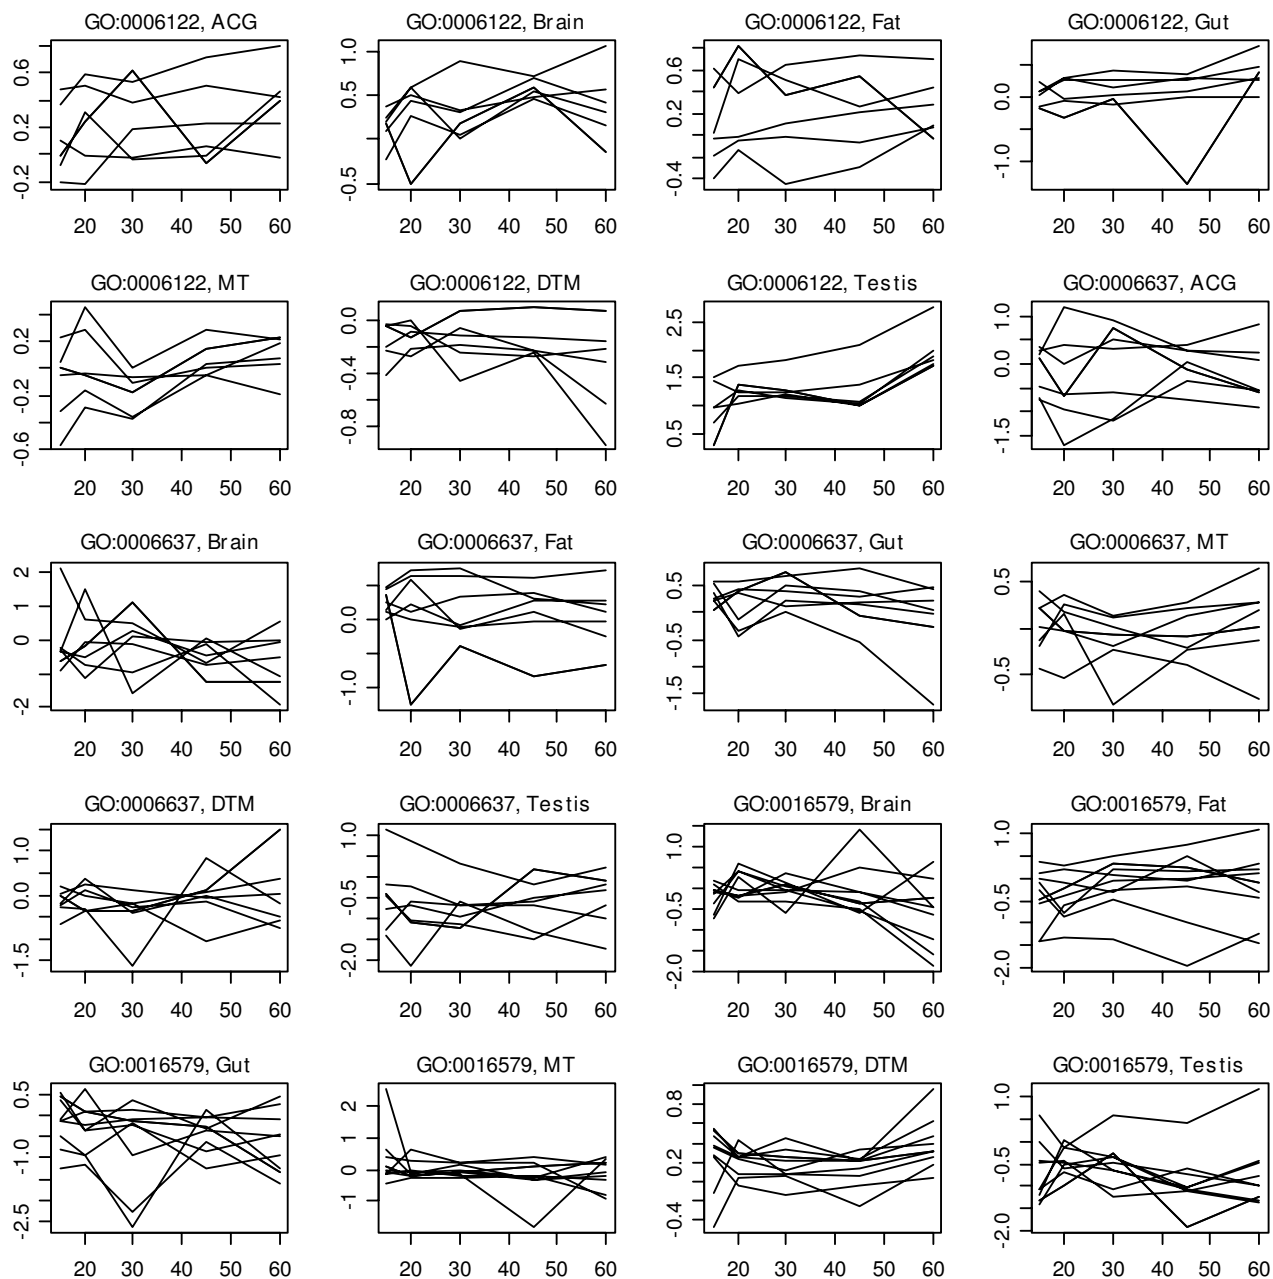 GO:0006122, ACG
GO:0006122, Brain
GO:0006122, Fat
GO:0006122, Gut
-0.2 0.2 0.6
-0.5 0.5 1.0
-0.4 0.2 0.6
-1.0 0.0
20 30 40 50 60
20 30 40 50 60
20 30 40 50 60
20 30 40 50 60
GO:0006122, MT
GO:0006122, DTM
GO:0006122, Testis
GO:0006637, ACG
-0.6 -0.2 0.2
-0.8 -0.4 0.0
0.5 1.5 2.5
-1.5 0.0 1.0
20 30 40 50 60
20 30 40 50 60
20 30 40 50 60
20 30 40 50 60
GO:0006637, Brain
GO:0006637, Fat
GO:0006637, Gut
GO:0006637, MT
-2 0 1 2
-1.0 0.0
-1.5 -0.5 0.5
-0.5 0.5
20 30 40 50 60
20 30 40 50 60
20 30 40 50 60
20 30 40 50 60
GO:0006637, DTM
GO:0006637, Testis
GO:0016579, Brain
GO:0016579, Fat
-1.5 0.0 1.0
-2.0 -0.5 1.0
-2.0 -0.5 1.0
-2.0 -0.5 1.0
20 30 40 50 60
20 30 40 50 60
20 30 40 50 60
20 30 40 50 60
GO:0016579, Gut
GO:0016579, MT
GO:0016579, DTM
GO:0016579, Testis
-2.5 -1.0 0.5
-1 0 1 2
-0.4 0.2 0.8
-2.0 -0.5 1.0
20 30 40 50 60
20 30 40 50 60
20 30 40 50 60
20 30 40 50 60